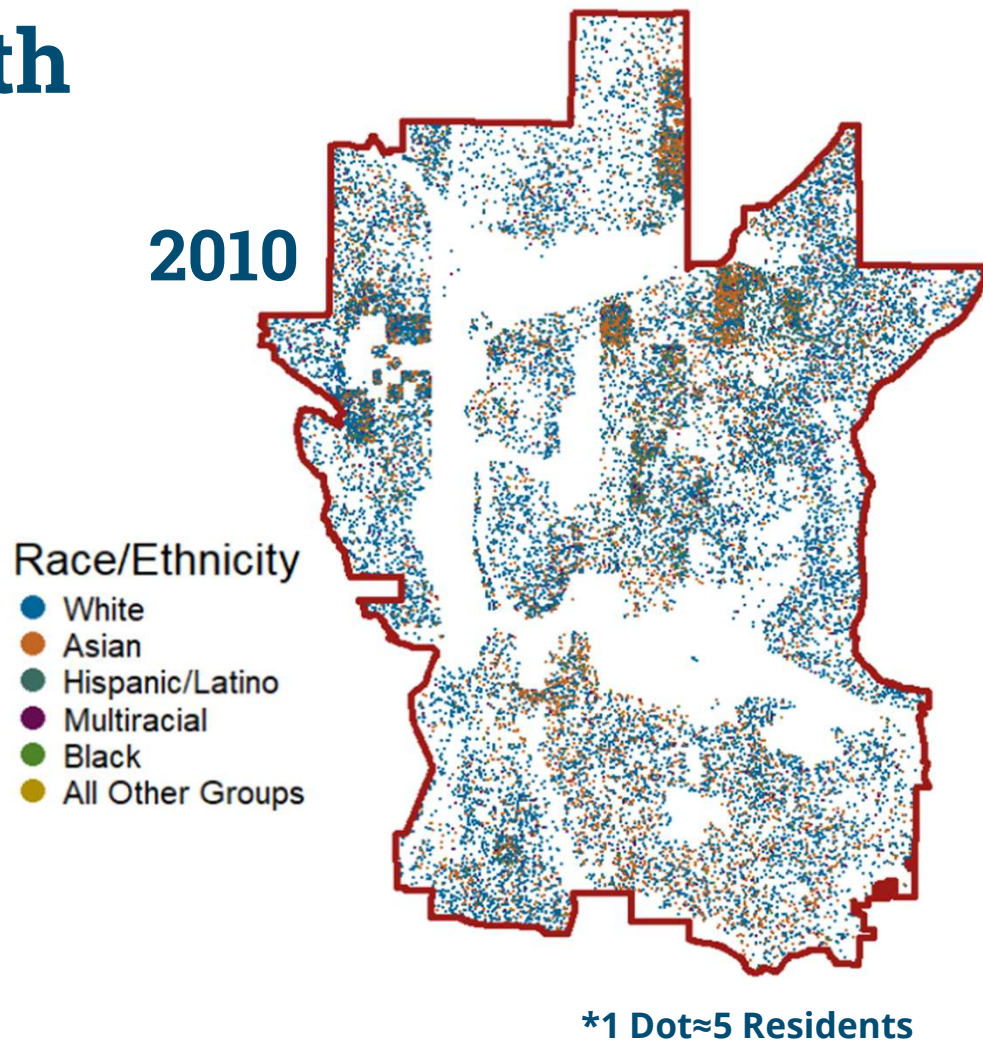 th
2010
Race/Ethnicity
White
Asian
Hispanic/Latino
Multiracial
Black
All Other Groups
*1 Dot≈5 Residents